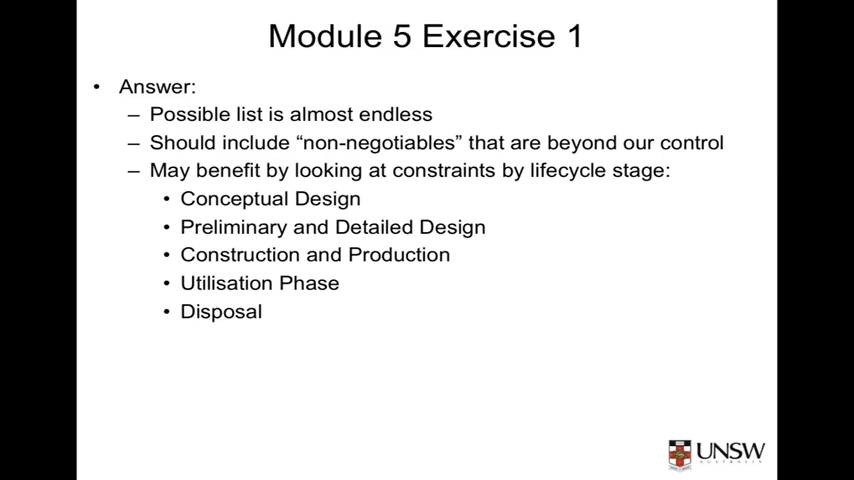 Module 5 Exercise 1
• Answer:
– Possible list is almost endless
– Should include “non-negotiables” that are beyond our control
– May benefit by looking at constraints by lifecycle stage:
• Conceptual Design
• Preliminary and Detailed Design
• Construction and Production
• Utilisation Phase
• Disposal
UNSW
AUSTRALIA